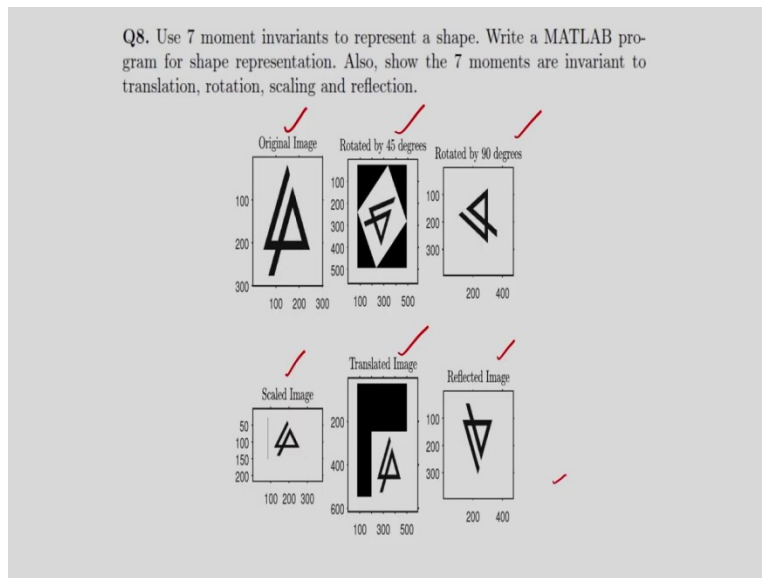 Q8. Use 7 moment invariants to represent a shape. Write a MATLAB pro-
gram for shape representation. Also, show the 7 moments are invariant to
translation, rotation, scaling and reflection.
Original Image
100
200
300
100 200 300
Rotated by 45 degrees
100
200
300
400
500
100 300 500
Rotated by 90 degrees
100
200
300
200 400
Scaled Image
50
100
150
200
100 200 300
Translated Image
200
400
600
100 300 500
Reflected Image
100
200
300
200 400